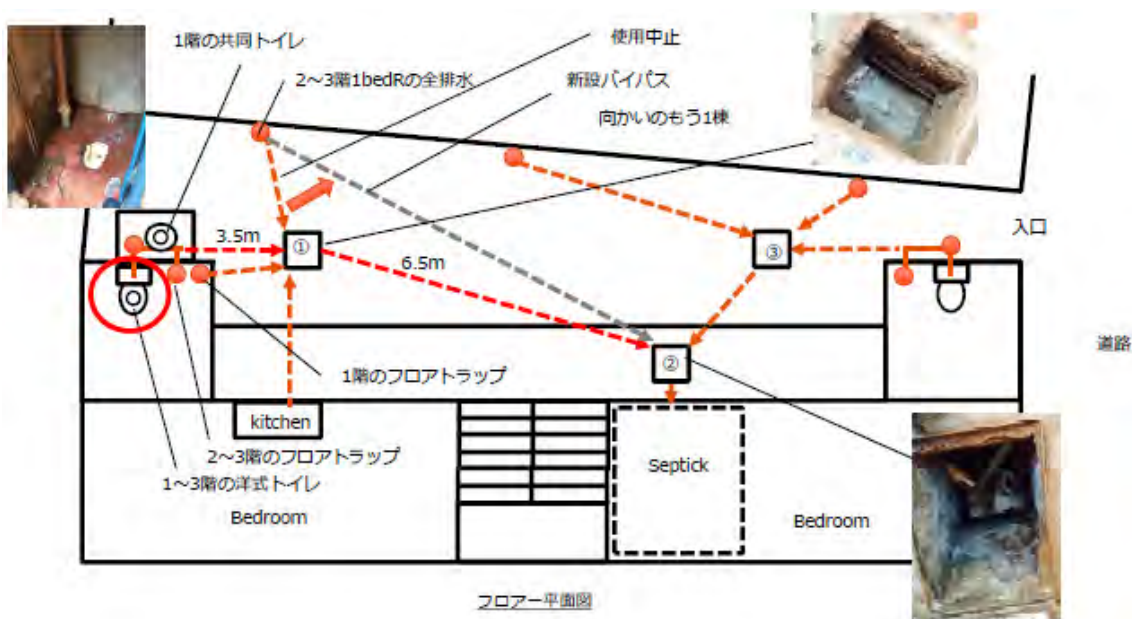 1階の共同トイレ
使用中止
2〜3階1bedRの全排水
新設バイパス
向かいのもう1棟
入口
3.5m
①
6.5m
③
道路
②
1階のフロアトラップ
kitchen
2〜3階のフロアトラップ
1〜3階の洋式トイレ
Septick
Bedroom
Bedroom
フロアー平面図